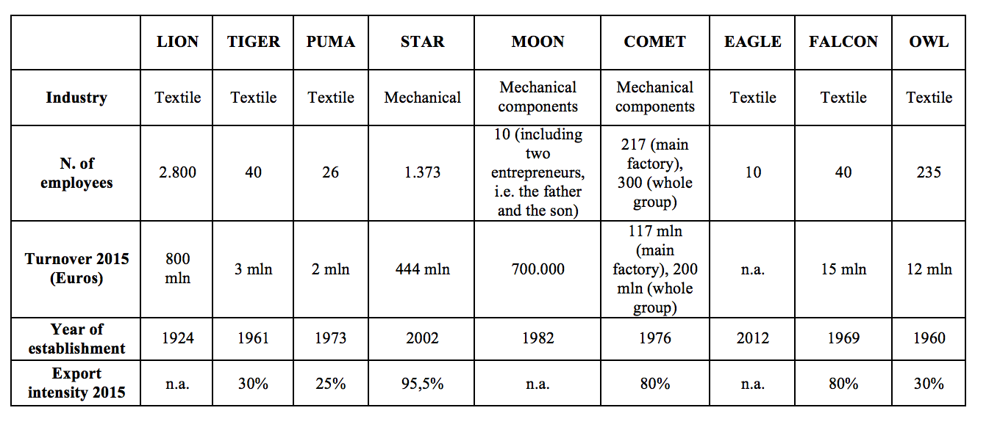 LION TIGER PUMA STAR MOON COMET EAGLE FALCON OWL
Industry Textile Textile Textile Mechanical Mechanical components Mechanical components Textile Textile Textile
N. of employees 2.800 40 26 1.373 10 (including two entrepreneurs, i.e. the father and the son) 217 (main factory), 300 (whole group) 10 40 235
Turnover 2015 (Euros) 800 mln 3 mln 2 mln 444 mln 700.000 117 mln (main factory), 200 mln (whole group) n.a. 15 mln 12 mln
Year of establishment 1924 1961 1973 2002 1982 1976 2012 1969 1960
Export intensity 2015 n.a. 30% 25% 95,5% n.a. 80% n.a. 80% 30%